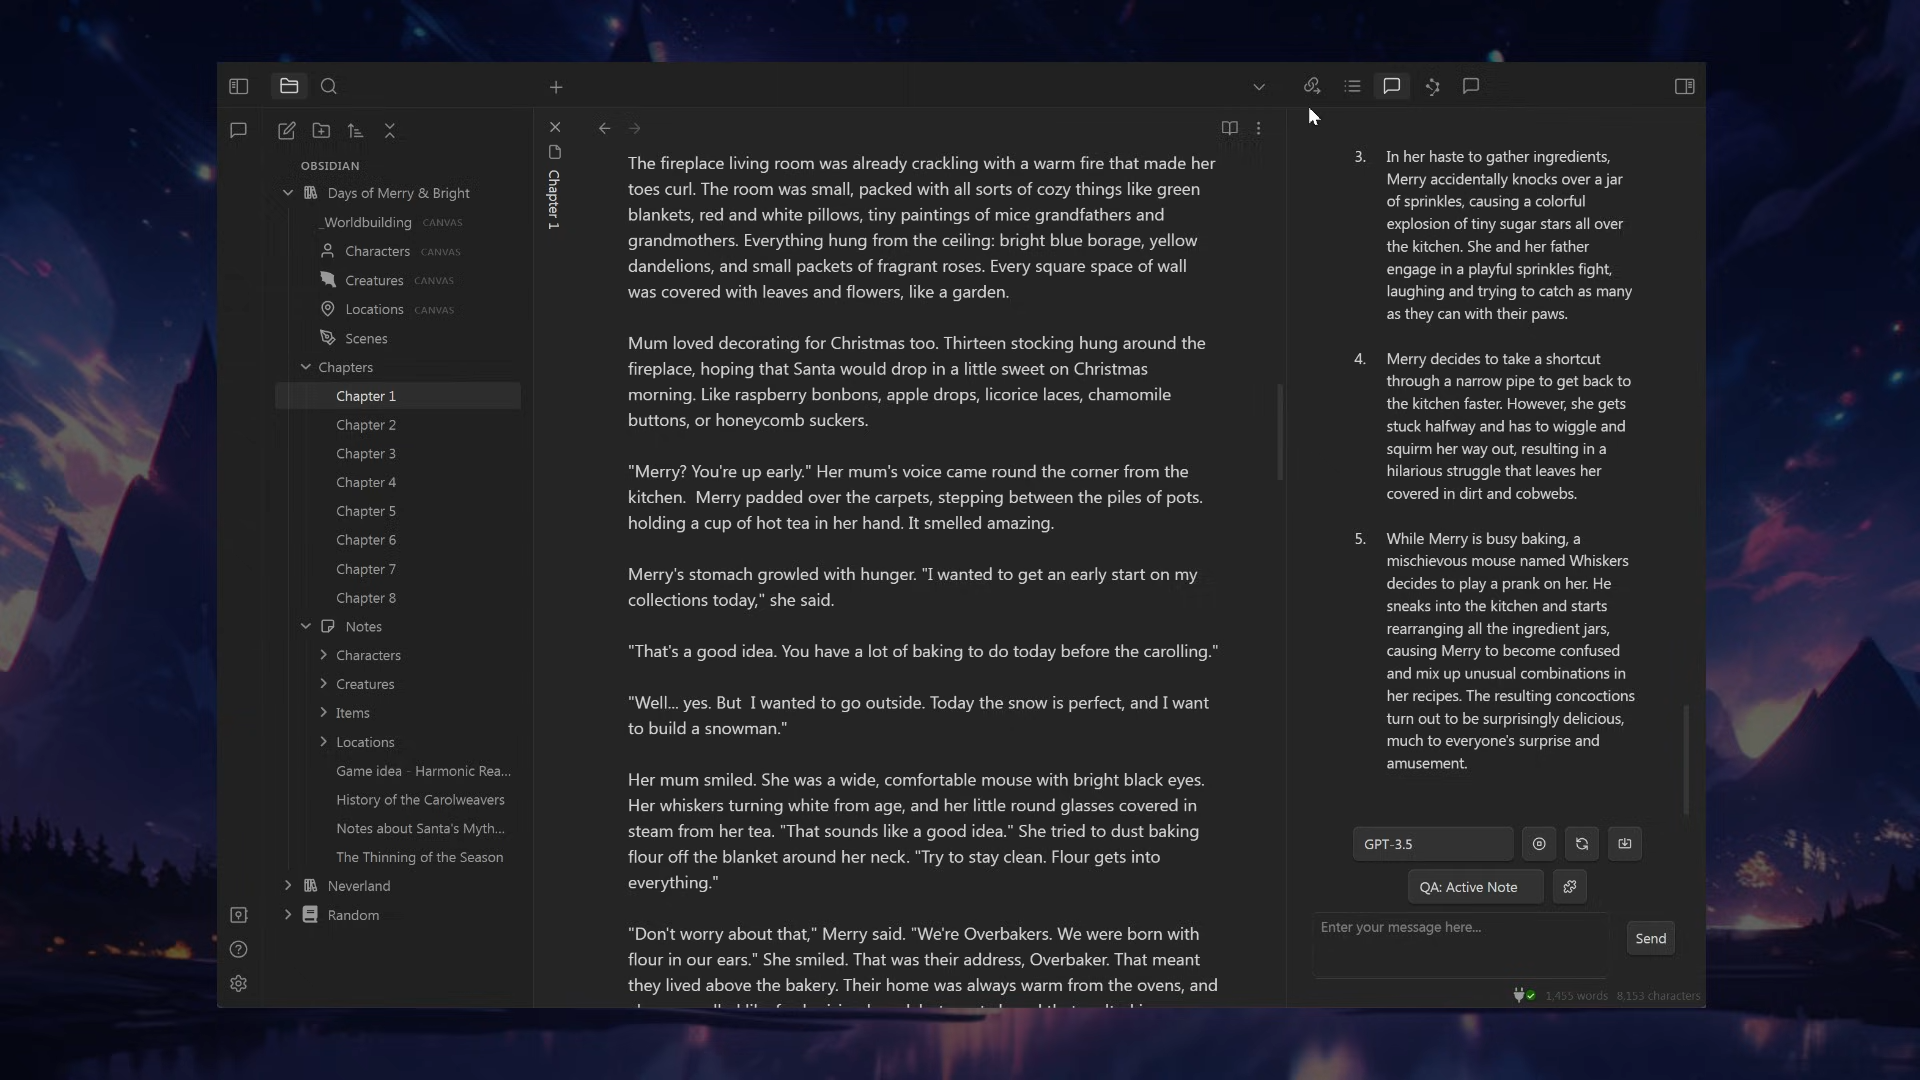 OBSIDIAN
Days of Merry & Bright
_Worldbuilding CANVAS
Characters CANVAS
Creatures CANVAS
Locations CANVAS
Scenes
Chapters
Chapter 1
Chapter 2
Chapter 3
Chapter 4
Chapter 5
Chapter 6
Chapter 7
Chapter 8
Notes
Characters
Creatures
Items
Locations
Game idea - Harmonic Rea...
History of the Carolweavers
Notes about Santa's Myth...
The Thinning of the Season
Neverland
Random
Chapter 1
The fireplace living room was already crackling with a warm fire that made her
toes curl. The room was small, packed with all sorts of cozy things like green
blankets, red and white pillows, tiny paintings of mice grandfathers and
grandmothers. Everything hung from the ceiling: bright blue borage, yellow
dandelions, and small packets of fragrant roses. Every square space of wall
was covered with leaves and flowers, like a garden.
Mum loved decorating for Christmas too. Thirteen stocking hung around the
fireplace, hoping that Santa would drop in a little sweet on Christmas
morning. Like raspberry bonbons, apple drops, licorice laces, chamomile
buttons, or honeycomb suckers.
"Merry? You're up early." Her mum's voice came round the corner from the
kitchen.  Merry padded over the carpets, stepping between the piles of pots.
holding a cup of hot tea in her hand. It smelled amazing.
Merry's stomach growled with hunger. "I wanted to get an early start on my
collections today," she said.
"That's a good idea. You have a lot of baking to do today before the carolling."
"Well... yes. But  I wanted to go outside. Today the snow is perfect, and I want
to build a snowman."
Her mum smiled. She was a wide, comfortable mouse with bright black eyes.
Her whiskers turning white from age, and her little round glasses covered in
steam from her tea. "That sounds like a good idea." She tried to dust baking
flour off the blanket around her neck. "Try to stay clean. Flour gets into
everything."
"Don't worry about that," Merry said. "We're Overbakers. We were born with
flour in our ears." She smiled. That was their address, Overbaker. That meant
they lived above the bakery. Their home was always warm from the ovens, and
3. In her haste to gather ingredients,
Merry accidentally knocks over a jar
of sprinkles, causing a colorful
explosion of tiny sugar stars all over
the kitchen. She and her father
engage in a playful sprinkles fight,
laughing and trying to catch as many
as they can with their paws.
4. Merry decides to take a shortcut
through a narrow pipe to get back to
the kitchen faster. However, she gets
stuck halfway and has to wiggle and
squirm her way out, resulting in a
hilarious struggle that leaves her
covered in dirt and cobwebs.
5. While Merry is busy baking, a
mischievous mouse named Whiskers
decides to play a prank on her. He
sneaks into the kitchen and starts
rearranging all the ingredient jars,
causing Merry to become confused
and mix up unusual combinations in
her recipes. The resulting concoctions
turn out to be surprisingly delicious,
much to everyone's surprise and
amusement.
GPT-3.5
QA: Active Note
Enter your message here...
Send
1,455 words 8,153 characters